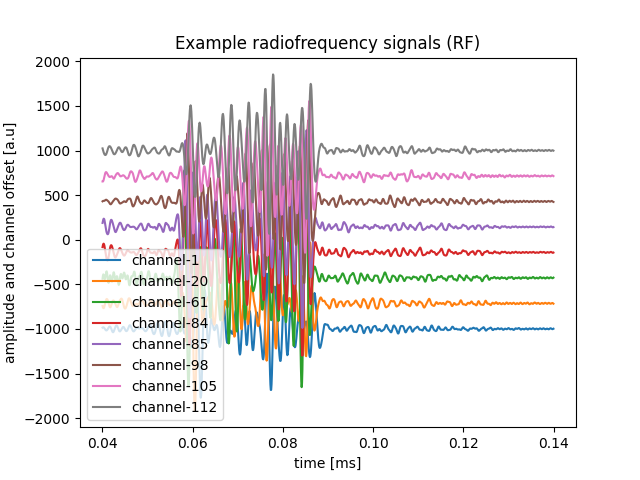 Example radiofrequency signals (RF)
amplitude and channel offset [a.u]
2000
1500
1000
500
0
−500
−1000
−1500
−2000
channel-1
channel-20
channel-61
channel-84
channel-85
channel-98
channel-105
channel-112
0.04 0.06 0.08 0.10 0.12 0.14
time [ms]